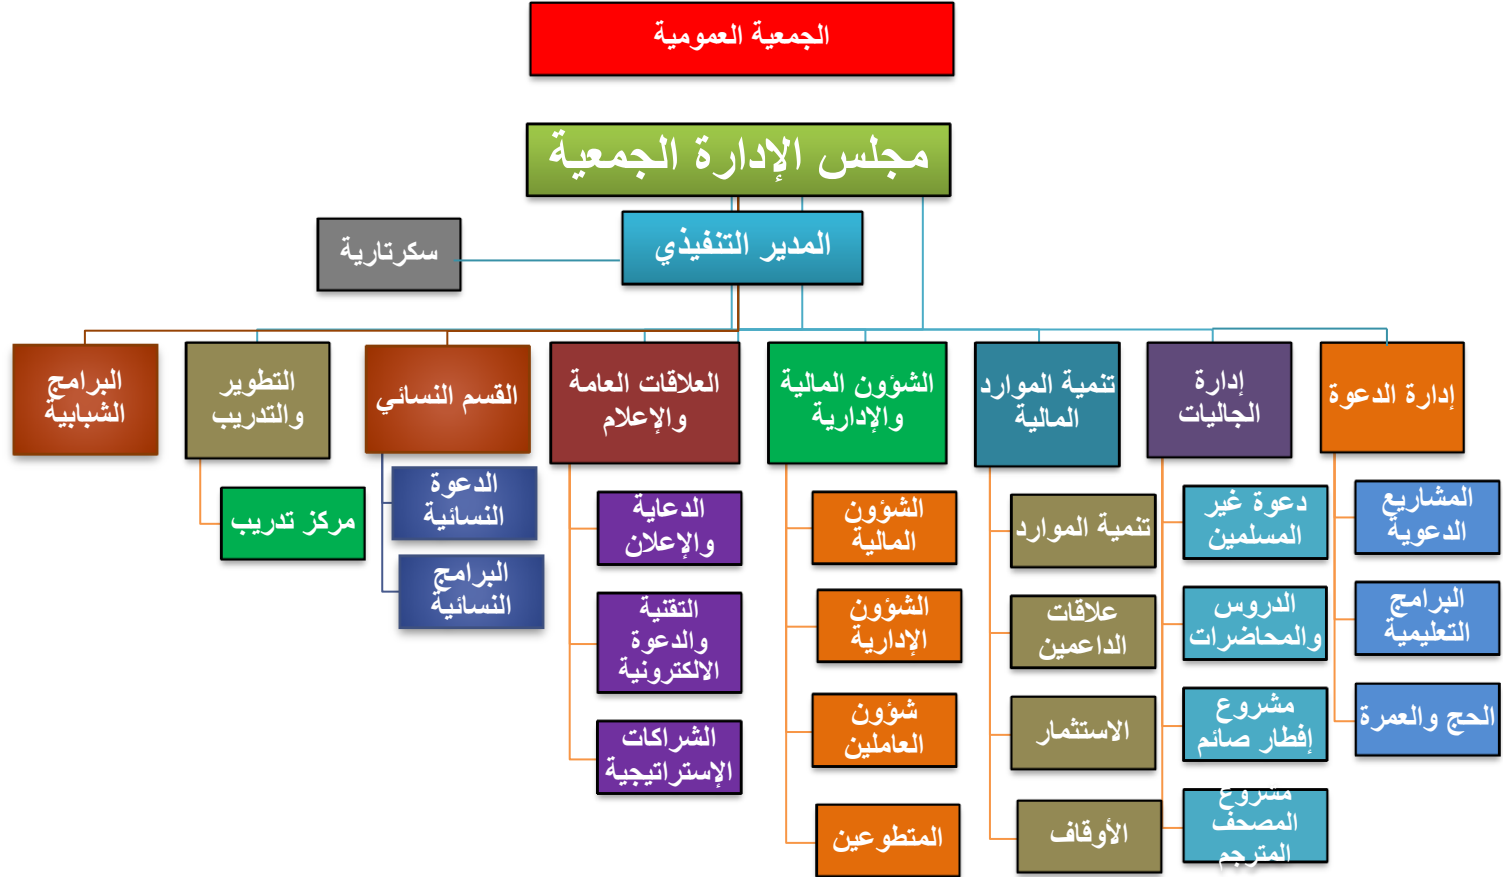 الجمعية العمومية
مجلس الإدارة الجمعية
المدير التنفيذي
سكرتارية
إدارة الدعوة
إدارة
الجاليات
تنمية الموارد
المالية
الشؤون المالية
والإدارية
العلاقات العامة
والإعلام
القسم النسائي
التطوير
والتدريب
البرامج
الشبابية
المشاريع
الدعوية
البرامج
التعليمية
الحج والعمرة
دعوة غير
المسلمين
الدروس
والمحاضرات
مشروع
إفطار صائم
مشروع
المصحف
المترجم
تنمية الموارد
علاقات
الداعمين
الاستثمار
الأوقاف
الشؤون
المالية
الشؤون
الإدارية
شؤون
العاملين
المتطوعين
الدعاية
والإعلان
التقنية
والدعوة
الالكترونية
الشراكات
الإستراتيجية
الدعوة
النسائية
البرامج
النسائية
مركز تدريب